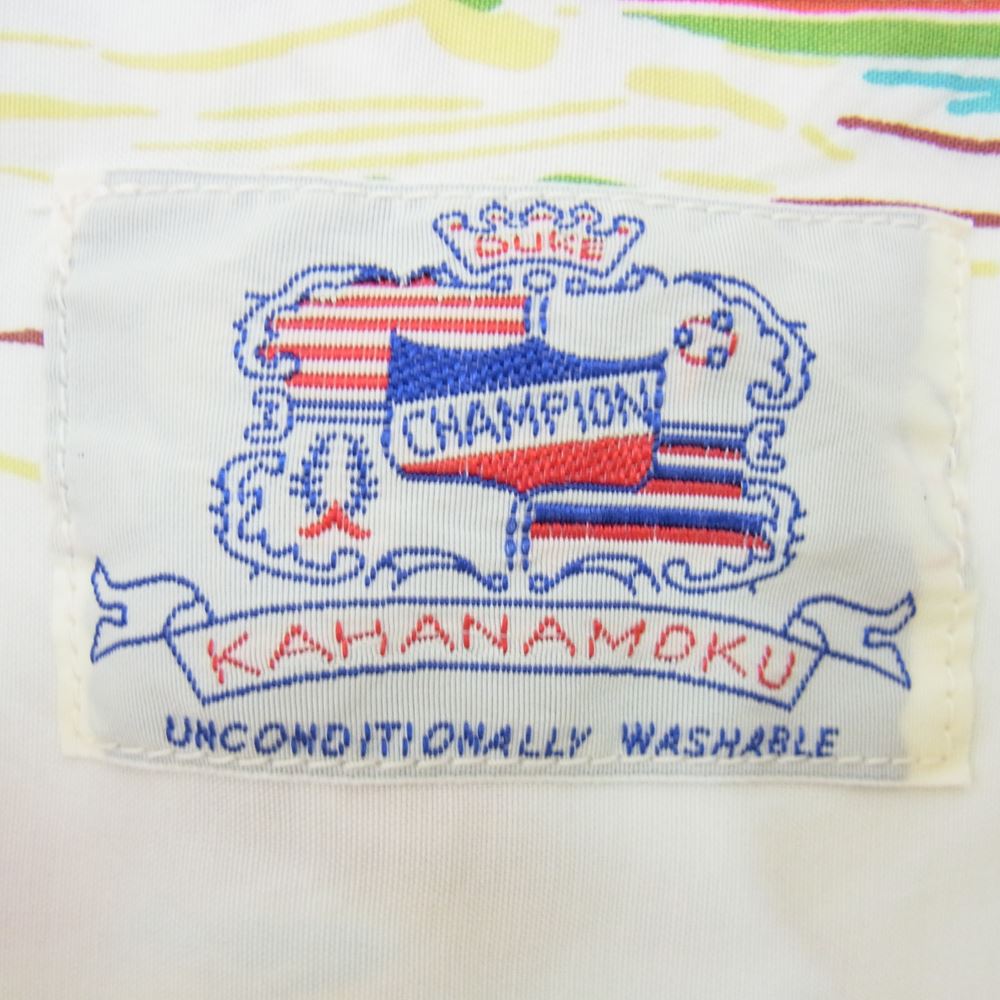 DUKE
CHAMPION
KAHANAMOKU
UNCONDITIONALLY WASHABLE